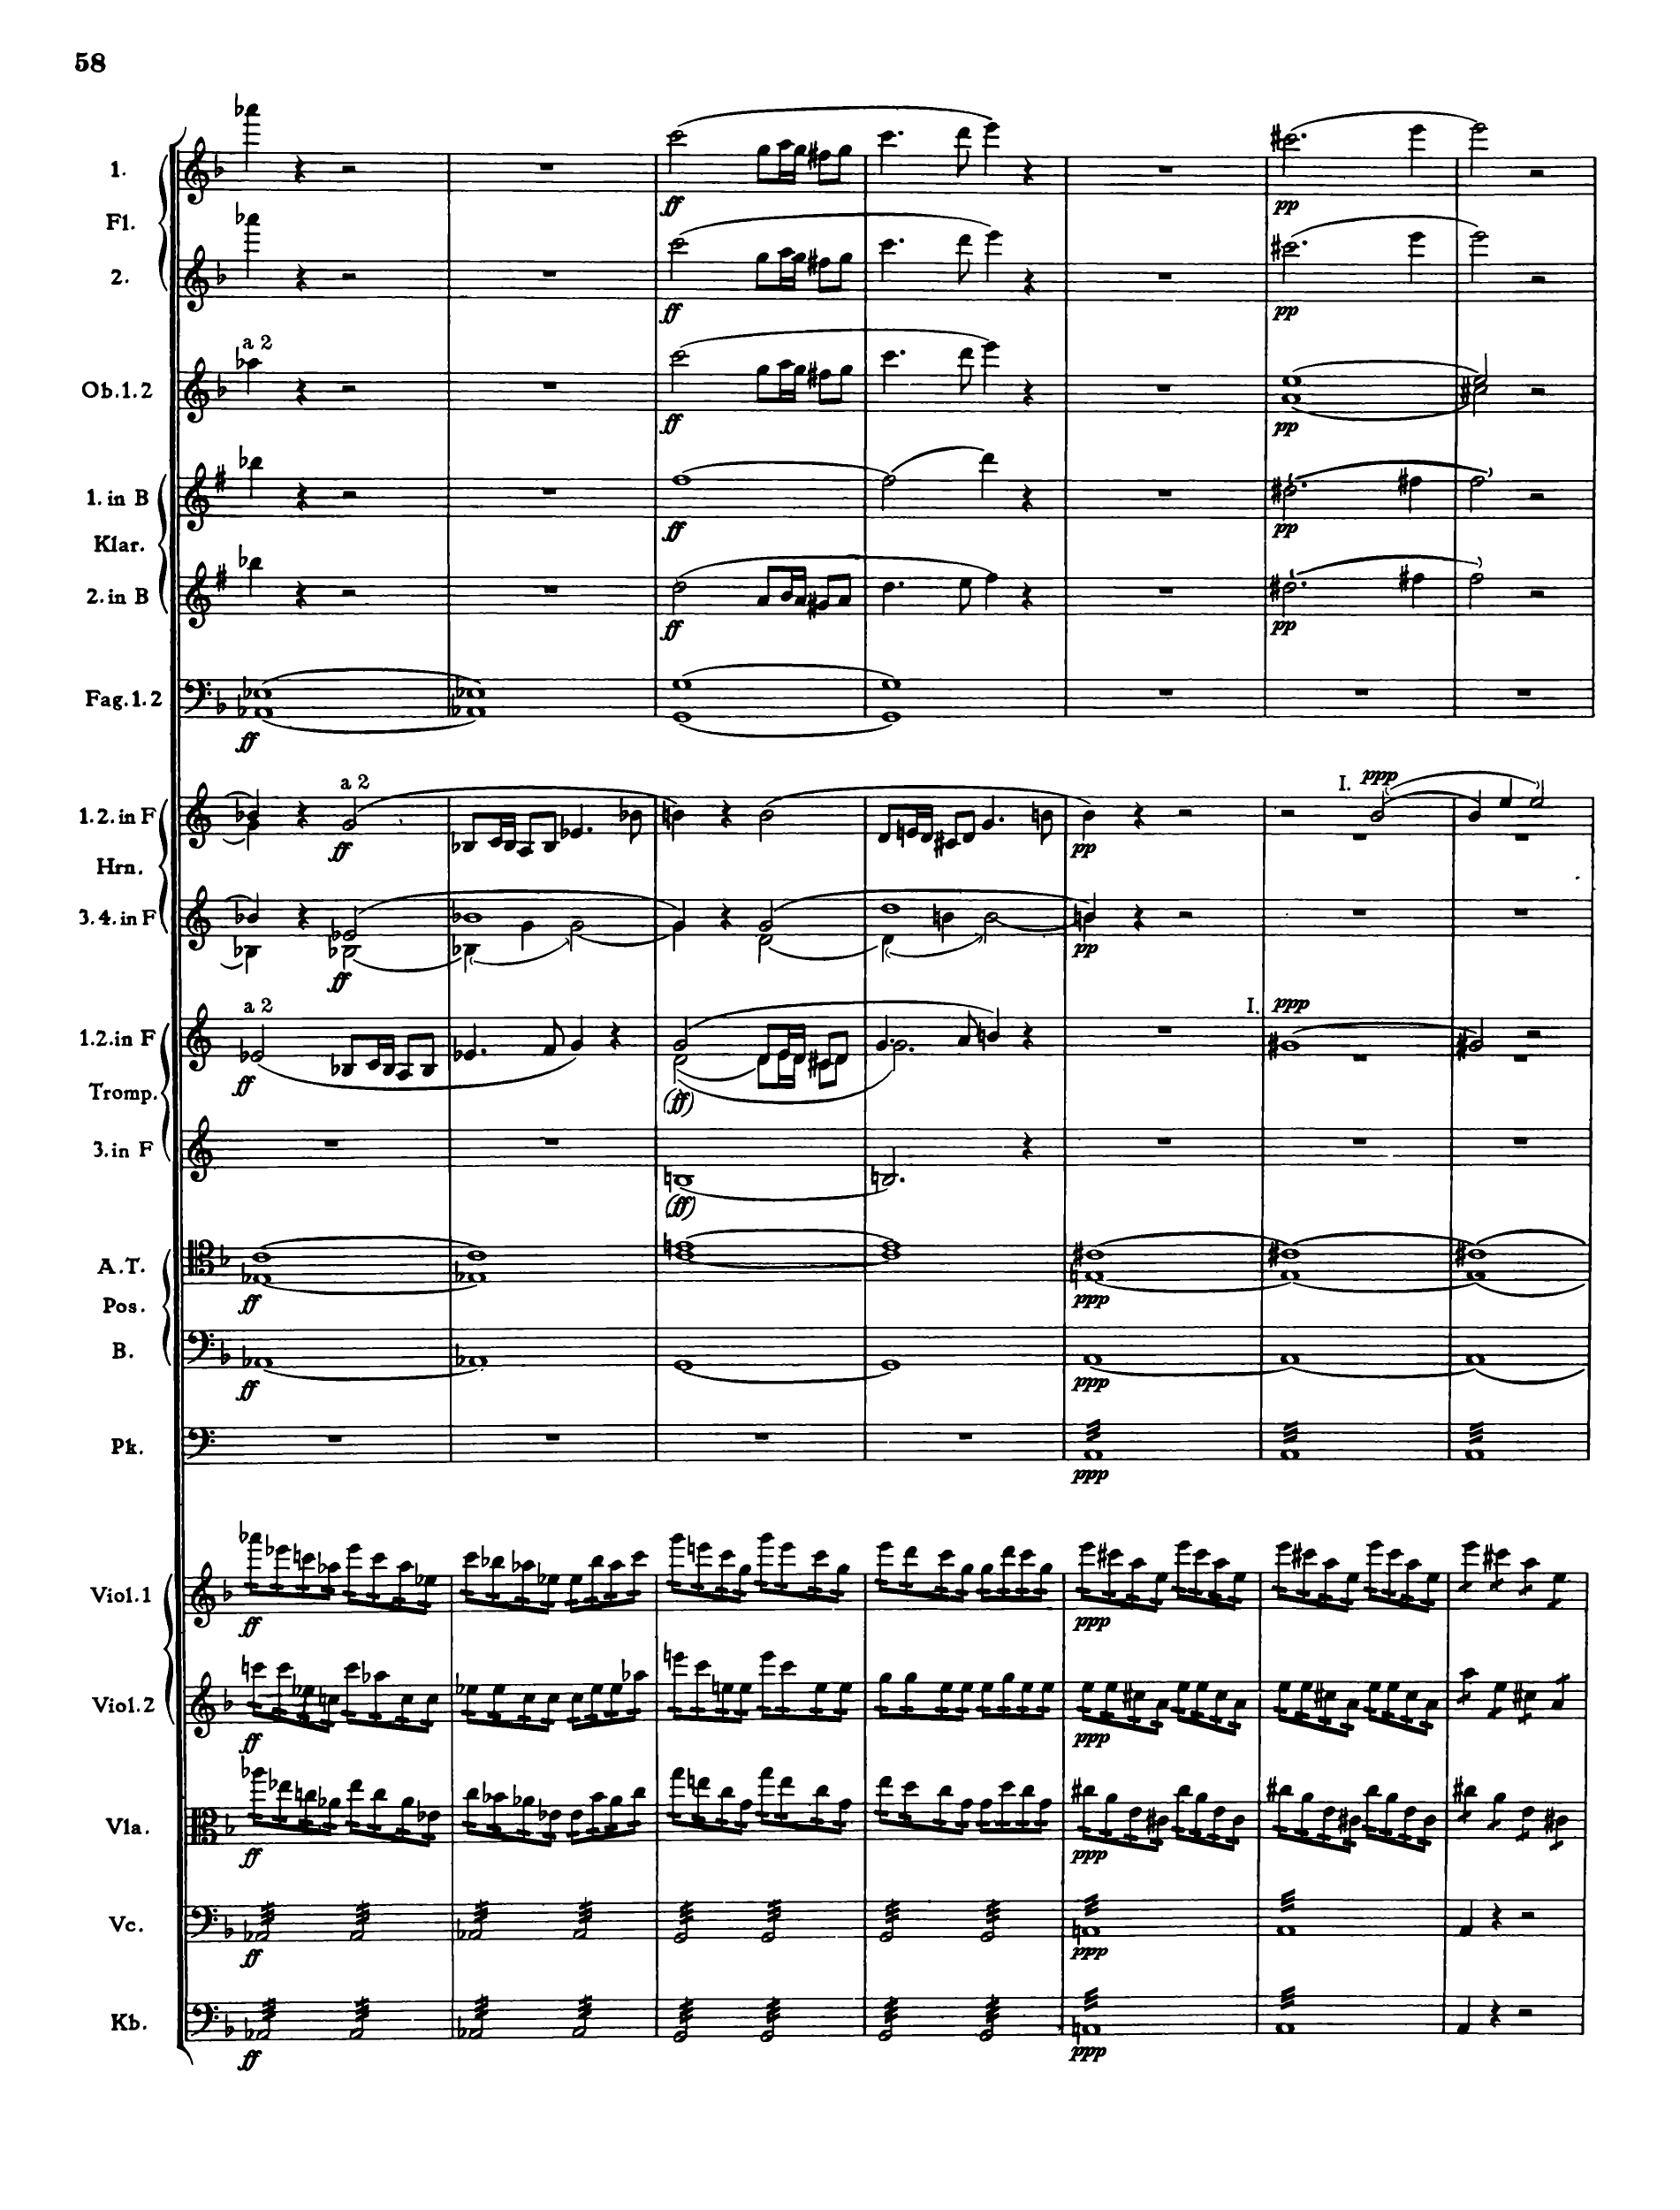 58
1.
Fl.
2.
ff
ff
pp
pp
a 2
Ob.1.2
ff
pp
1. in B
ff
pp
Klar.
2. in B
ff
pp
Fag.1.2
ff
a 2
I.
ppp
1.2. in F
ff
pp
Hrn.
3.4. in F
ff
pp
a 2
I.
ppp
1.2.in F
ff
(ff)
Tromp.
3. in F
(ff)
A.T.
ff
ppp
Pos.
B.
ff
ppp
Pk.
ppp
Viol.1
ff
ppp
Viol.2
ff
ppp
Vla.
ff
ppp
Vc.
ff
ppp
Kb.
ff
ppp